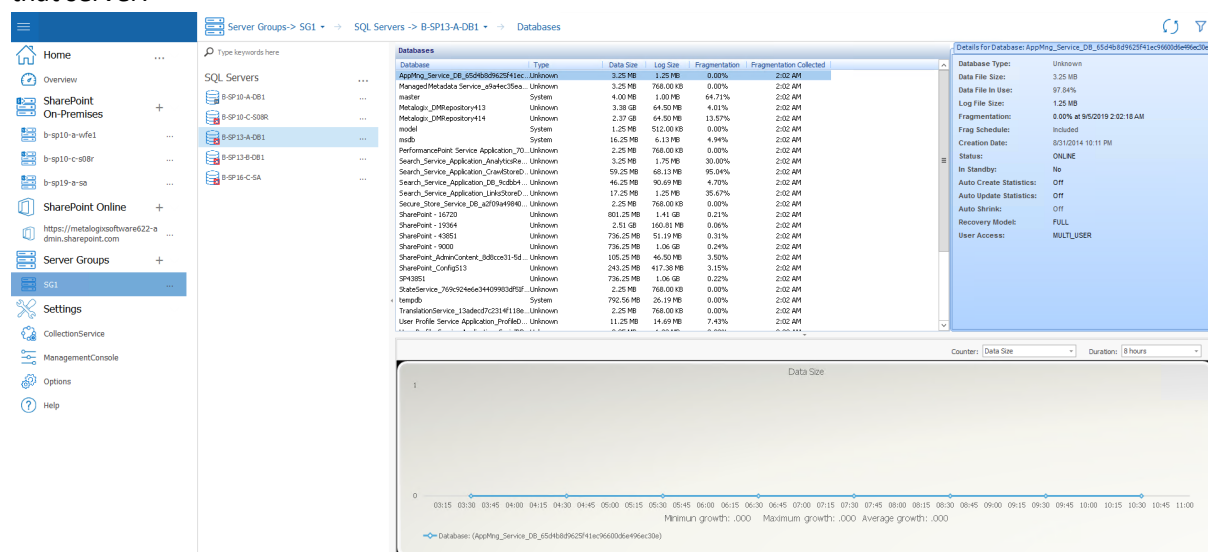 that server.
Server Groups-> SG1 → SQL Servers -> B-SP13-A-DB1 → Databases
Home ...
Overview
SharePoint
On-Premises +
b-sp10-a-wfe1 ...
b-sp10-c-s08r ...
b-sp19-a-sa ...
SharePoint Online +
https://metalogixsoftware622-a
dmin.sharepoint.com ...
Server Groups +
SG1 ...
Settings
CollectionService
ManagementConsole
Options
Help
Type keywords here
SQL Servers ...
B-SP10-A-DB1 ...
B-SP10-C-S08R ...
B-SP13-A-DB1 ...
B-SP13-B-DB1 ...
B-SP16-C-SA ...
Databases
Database Type Data Size Log Size Fragmentation Fragmentation Collected
AppMng_Service_DB_65d4b8d9625f41ec... Unknown 3.25 MB 1.25 MB 0.00% 2:02 AM
Managed Metadata Service_a9a4ec35ea... Unknown 3.25 MB 768.00 KB 0.00% 2:02 AM
master System 4.00 MB 1.00 MB 64.71% 2:02 AM
Metalogix_DMRepository413 Unknown 3.38 GB 64.50 MB 4.01% 2:02 AM
Metalogix_DMRepository414 Unknown 2.37 GB 64.50 MB 13.57% 2:02 AM
model System 1.25 MB 512.00 KB 0.00% 2:02 AM
msdb System 16.25 MB 6.13 MB 4.94% 2:02 AM
PerformancePoint Service Application_70... Unknown 2.25 MB 768.00 KB 0.00% 2:02 AM
Search_Service_Application_AnalyticsRe... Unknown 3.25 MB 1.75 MB 30.00% 2:02 AM
Search_Service_Application_CrawlStoreD... Unknown 59.25 MB 68.13 MB 95.04% 2:02 AM
Search_Service_Application_DB_9cdbb4... Unknown 46.25 MB 90.69 MB 4.70% 2:02 AM
Search_Service_Application_LinksStoreD... Unknown 17.25 MB 1.25 MB 35.67% 2:02 AM
Secure_Store_Service_DB_a2f09a49840... Unknown 2.25 MB 768.00 KB 0.00% 2:02 AM
SharePoint - 16720 Unknown 801.25 MB 1.41 GB 0.21% 2:02 AM
SharePoint - 19364 Unknown 2.51 GB 160.81 MB 0.06% 2:02 AM
SharePoint - 43851 Unknown 736.25 MB 51.19 MB 0.31% 2:02 AM
SharePoint - 9000 Unknown 736.25 MB 1.06 GB 0.24% 2:02 AM
SharePoint_AdminContent_8d8cce31-5d... Unknown 105.25 MB 46.50 MB 3.50% 2:02 AM
SharePoint_ConfigS13 Unknown 243.25 MB 417.38 MB 3.15% 2:02 AM
SP43851 Unknown 736.25 MB 1.06 GB 0.22% 2:02 AM
StateService_769c924e6e34409983df51f... Unknown 2.25 MB 768.00 KB 0.00% 2:02 AM
tempdb System 792.56 MB 26.19 MB 0.00% 2:02 AM
TranslationService_13adecd7c2314f118e... Unknown 2.25 MB 768.00 KB 0.00% 2:02 AM
User Profile Service Application_ProfileD... Unknown 11.25 MB 14.69 MB 7.43% 2:02 AM
Details for Database: AppMng_Service_DB_65d4b8d9625f41ec96600d6e496ec30e
Database Type: Unknown
Data File Size: 3.25 MB
Data File In Use: 97.84%
Log File Size: 1.25 MB
Fragmentation: 0.00% at 9/5/2019 2:02:18 AM
Frag Schedule: Included
Creation Date: 8/31/2014 10:11 PM
Status: ONLINE
In Standby: No
Auto Create Statistics: Off
Auto Update Statistics: Off
Auto Shrink: Off
Recovery Model: FULL
User Access: MULTI_USER
Counter: Data Size Duration: 8 hours
Data Size
1
0
03:15 03:30 03:45 04:00 04:15 04:30 04:45 05:00 05:15 05:30 05:45 06:00 06:15 06:30 06:45 07:00 07:15 07:30 07:45 08:00 08:15 08:30 08:45 09:00 09:15 09:30 09:45 10:00 10:15 10:30 10:45 11:00
Minimun growth: .000 Maximum growth: .000 Average growth: .000
Database: (AppMng_Service_DB_65d4b8d9625f41ec96600d6e496ec30e)